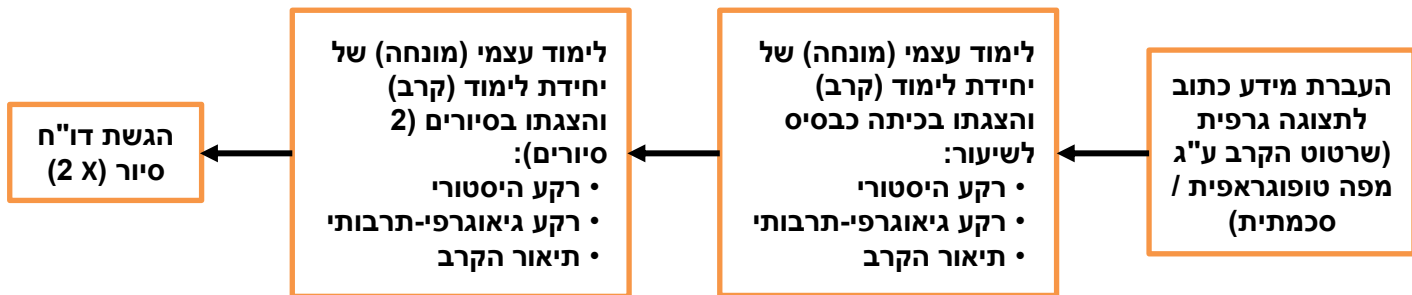 העברת מידע כתוב
לתצוגה גרפית
(שרטוט הקרב ע"ג
מפה טופוגראפית /
סכמתית)
לימוד עצמי (מונחה) של
יחידת לימוד (קרב)
והצגתו בכיתה כבסיס
לשיעור:
• רקע היסטורי
• רקע גיאוגרפי-תרבותי
• תיאור הקרב
לימוד עצמי (מונחה) של
יחידת לימוד (קרב)
והצגתו בסיורים (2
סיורים):
• רקע היסטורי
• רקע גיאוגרפי-תרבותי
• תיאור הקרב
הגשת דו"ח
סיור (X 2)